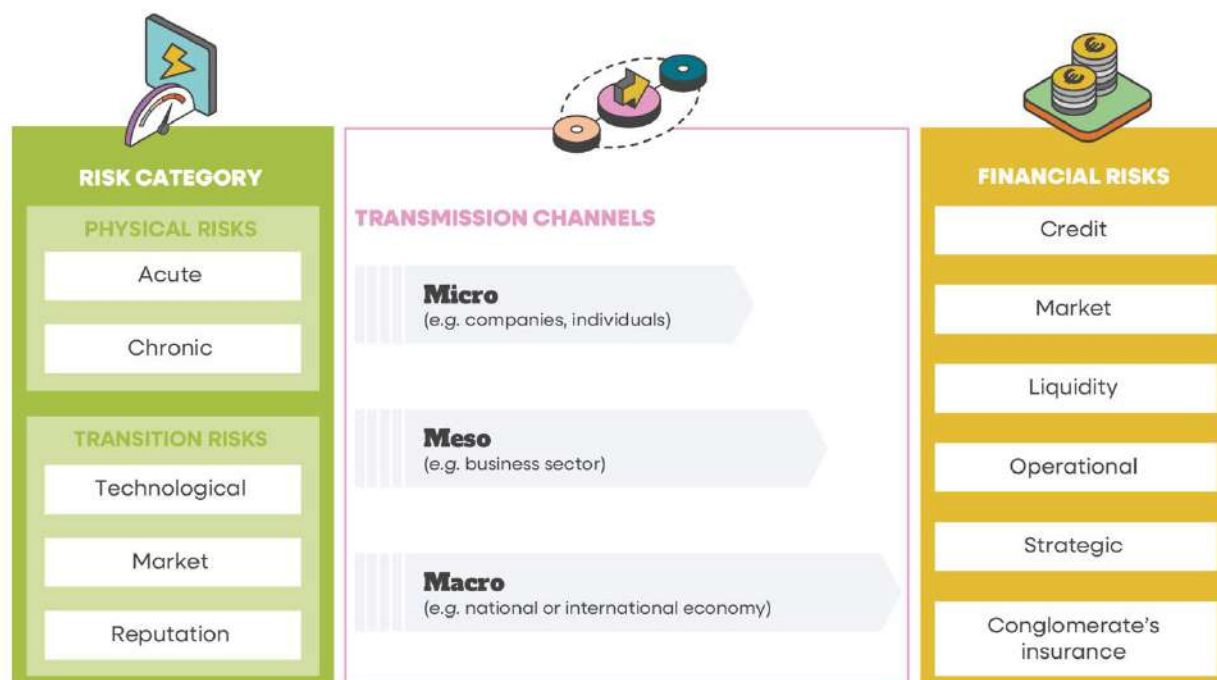 RISK CATEGORY
PHYSICAL RISKS
Acute
Chronic
TRANSITION RISKS
Technological
Market
Reputation
TRANSMISSION CHANNELS
Micro
(e.g. companies, individuals)
Meso
(e.g. business sector)
Macro
(e.g. national or international economy)
FINANCIAL RISKS
Credit
Market
Liquidity
Operational
Strategic
Conglomerate's
insurance